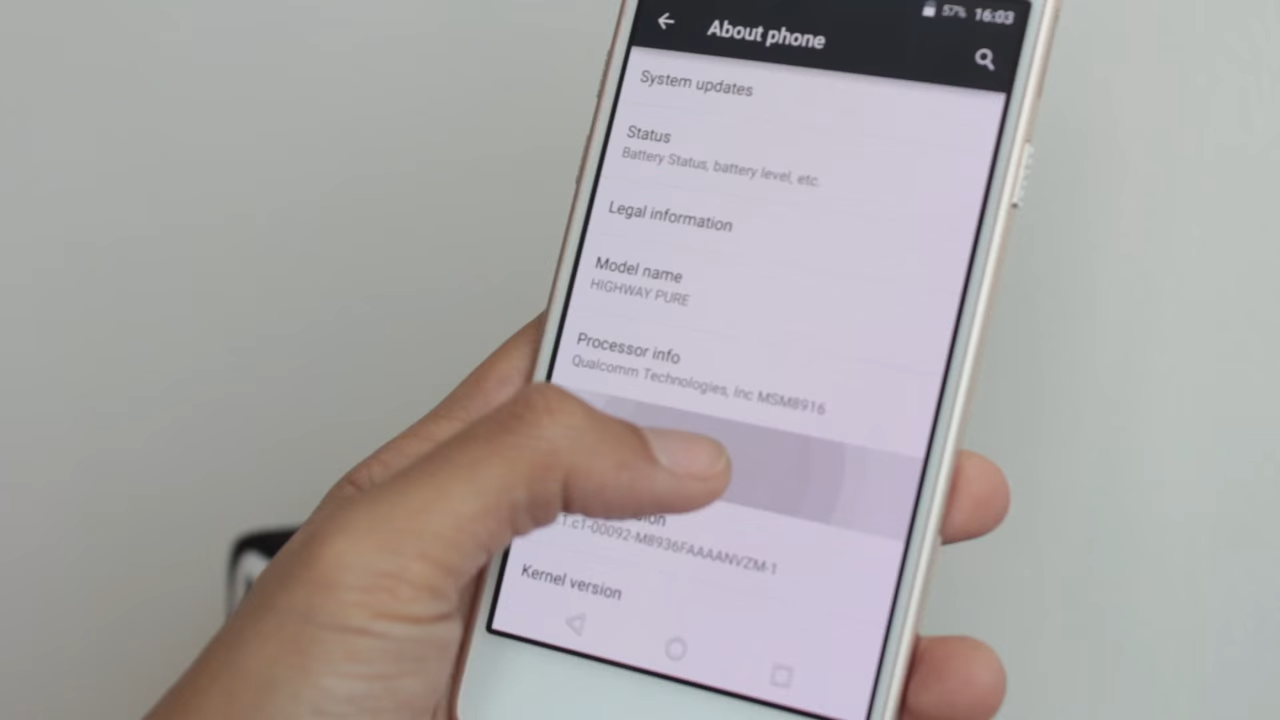 57% 16:03
About phone
System updates
Status
Battery Status, battery level, etc.
Legal information
Model name
HIGHWAY PURE
Processor info
Qualcomm Technologies, Inc MSM8916
1.c1-00092-M8936FAAAANVZM-1
Kernel version